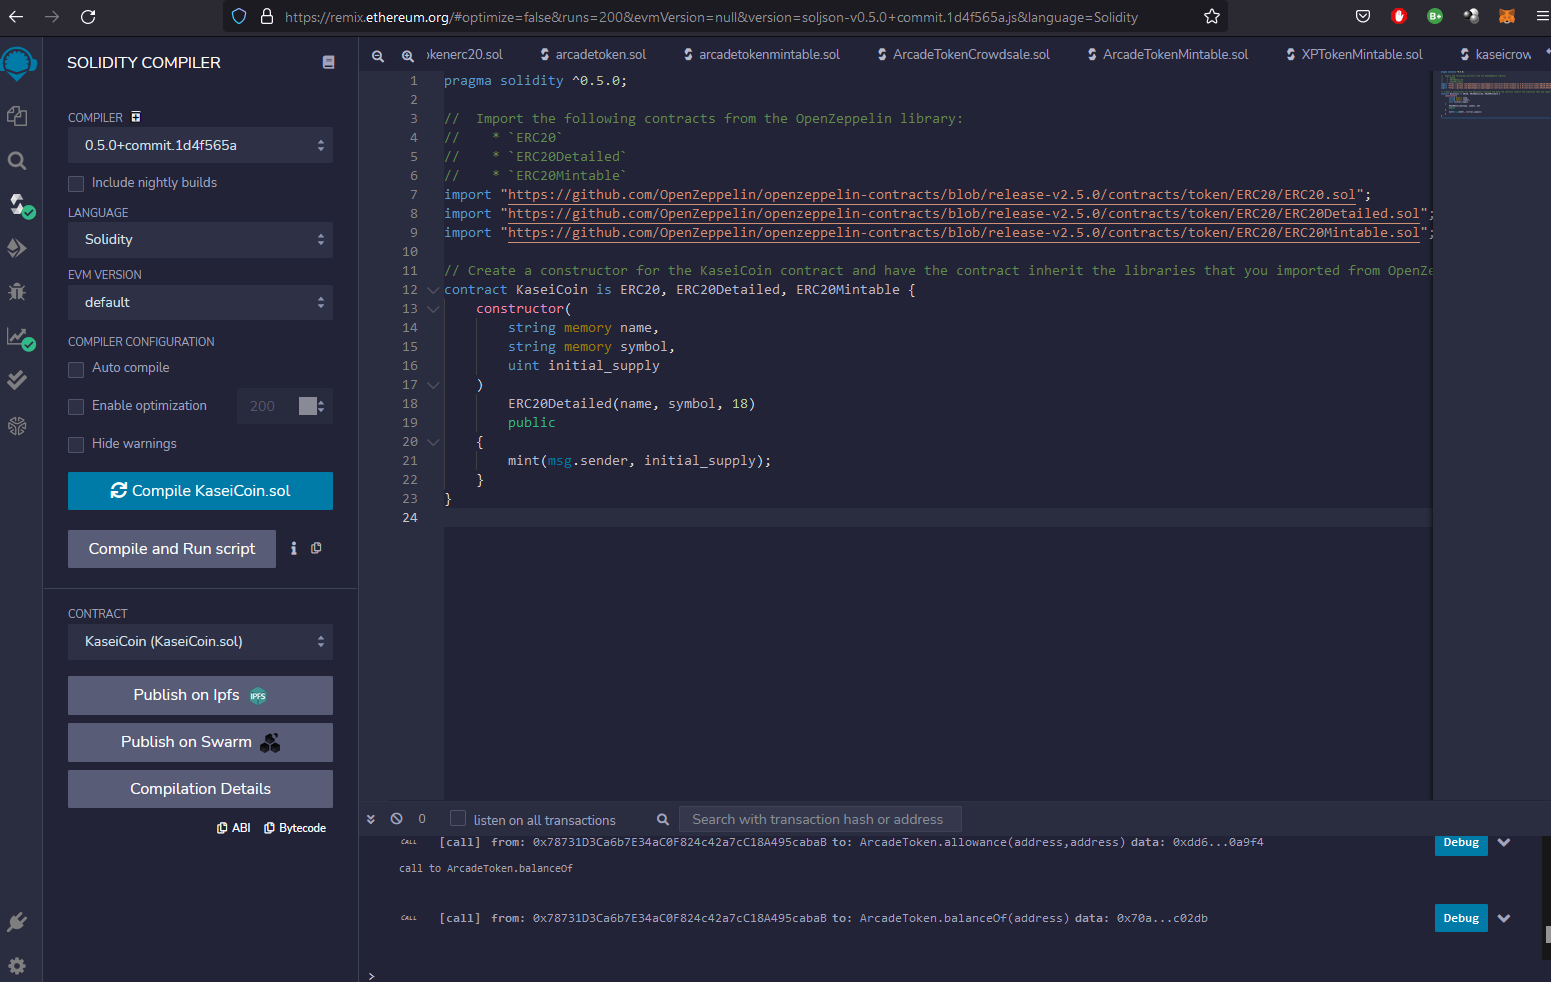 https://remix.ethereum.org/#optimize=false&runs=200&evmVersion=null&version=soljson-v0.5.0+commit.1d4f565a.js&language=Solidity
B+
SOLIDITY COMPILER
COMPILER
0.5.0+commit.1d4f565a
Include nightly builds
LANGUAGE
Solidity
EVM VERSION
default
COMPILER CONFIGURATION
Auto compile
Enable optimization 200
Hide warnings
Compile KaseiCoin.sol
Compile and Run script
CONTRACT
KaseiCoin (KaseiCoin.sol)
Publish on Ipfs IPFS
Publish on Swarm
Compilation Details
ABI Bytecode
okenerc20.sol arcadetoken.sol arcadetokenmintable.sol ArcadeTokenCrowdsale.sol ArcadeTokenMintable.sol XPTokenMintable.sol kaseicrow
1 pragma solidity ^0.5.0;
2
3 //  Import the following contracts from the OpenZeppelin library:
4 //    * `ERC20`
5 //    * `ERC20Detailed`
6 //    * `ERC20Mintable`
7 import "https://github.com/OpenZeppelin/openzeppelin-contracts/blob/release-v2.5.0/contracts/token/ERC20/ERC20.sol";
8 import "https://github.com/OpenZeppelin/openzeppelin-contracts/blob/release-v2.5.0/contracts/token/ERC20/ERC20Detailed.sol";
9 import "https://github.com/OpenZeppelin/openzeppelin-contracts/blob/release-v2.5.0/contracts/token/ERC20/ERC20Mintable.sol";
10
11 // Create a constructor for the KaseiCoin contract and have the contract inherit the libraries that you imported from OpenZe
12 contract KaseiCoin is ERC20, ERC20Detailed, ERC20Mintable {
13     constructor(
14         string memory name,
15         string memory symbol,
16         uint initial_supply
17     )
18         ERC20Detailed(name, symbol, 18)
19         public
20     {
21         mint(msg.sender, initial_supply);
22     }
23 }
24
0 listen on all transactions Search with transaction hash or address
CALL [call] from: 0x78731D3Ca6b7E34aC0F824c42a7cC18A495cabaB to: ArcadeToken.allowance(address,address) data: 0xdd6...0a9f4 Debug
call to ArcadeToken.balanceOf
CALL [call] from: 0x78731D3Ca6b7E34aC0F824c42a7cC18A495cabaB to: ArcadeToken.balanceOf(address) data: 0x70a...c02db Debug
>